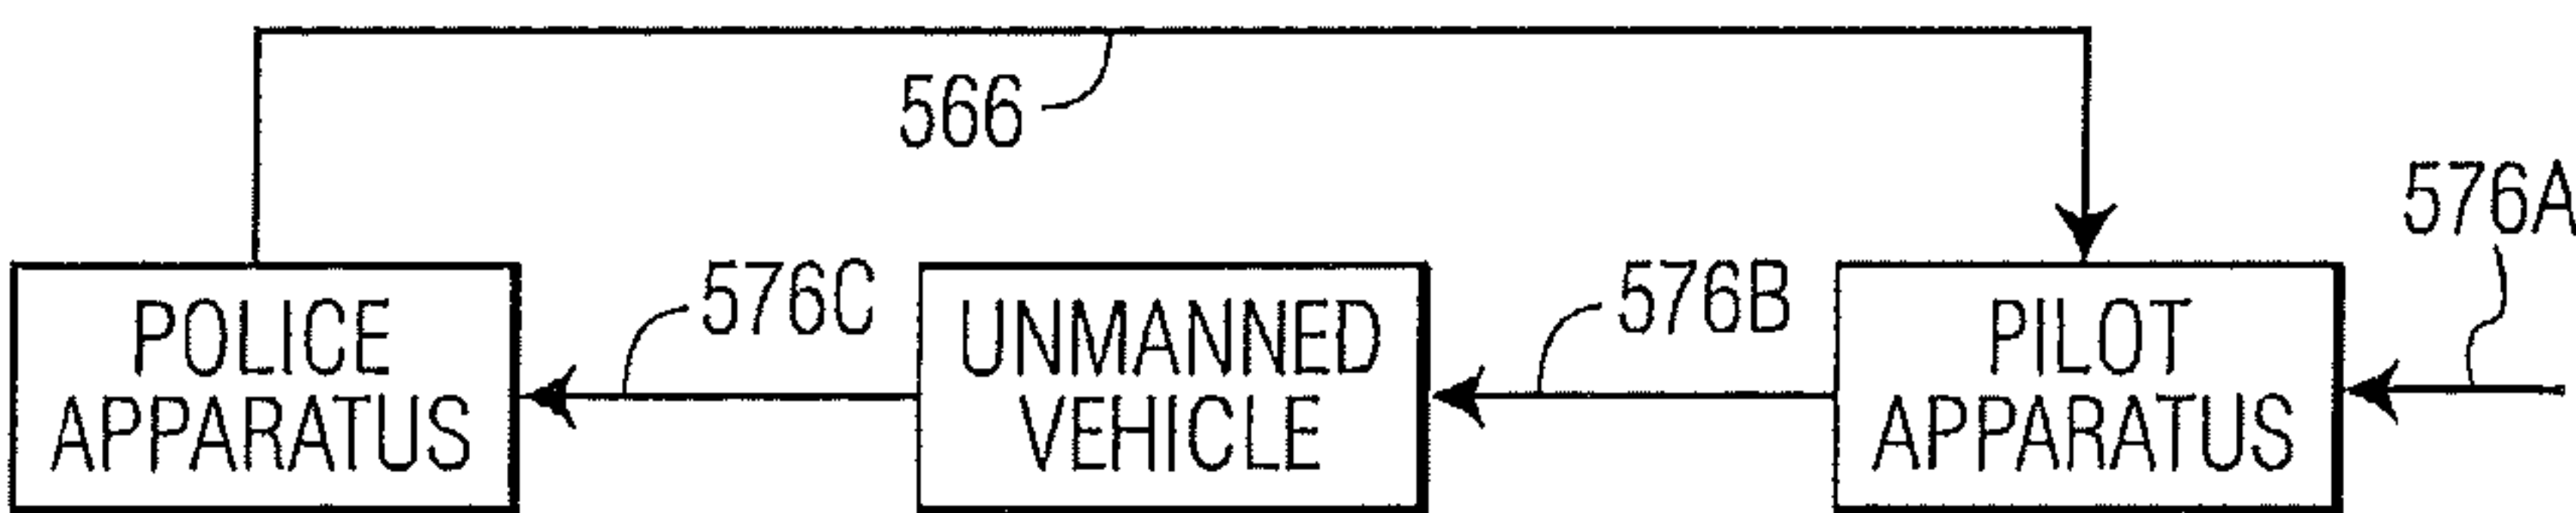 566
576A
POLICE
APPARATUS
576C
UNMANNED
VEHICLE
576B
PILOT
APPARATUS